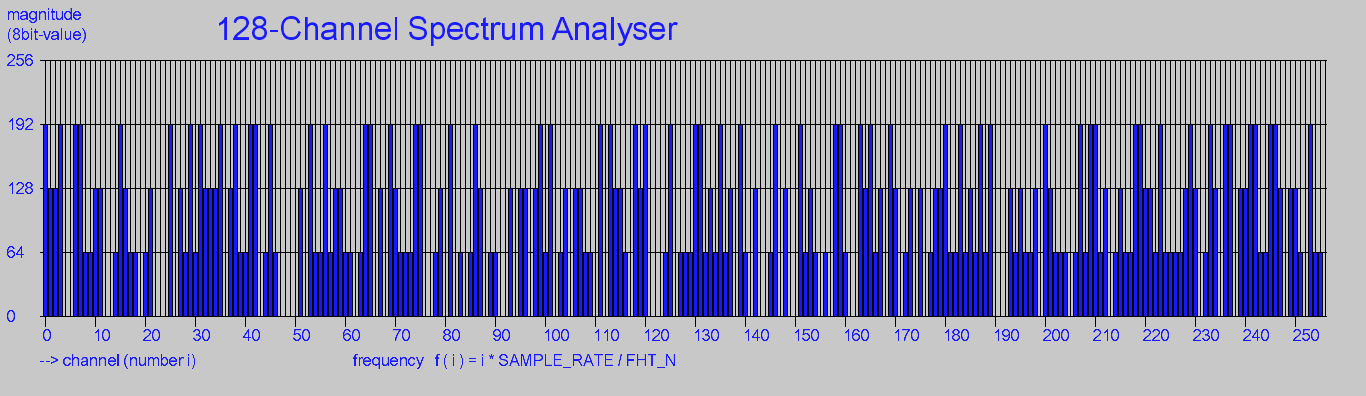 magnitude
(8bit-value)
128-Channel Spectrum Analyser
256
192
128
64
0
0 10 20 30 40 50 60 70 80 90 100 110 120 130 140 150 160 170 180 190 200 210 220 230 240 250
--> channel (number i) frequency f ( i ) = i * SAMPLE_RATE / FHT_N